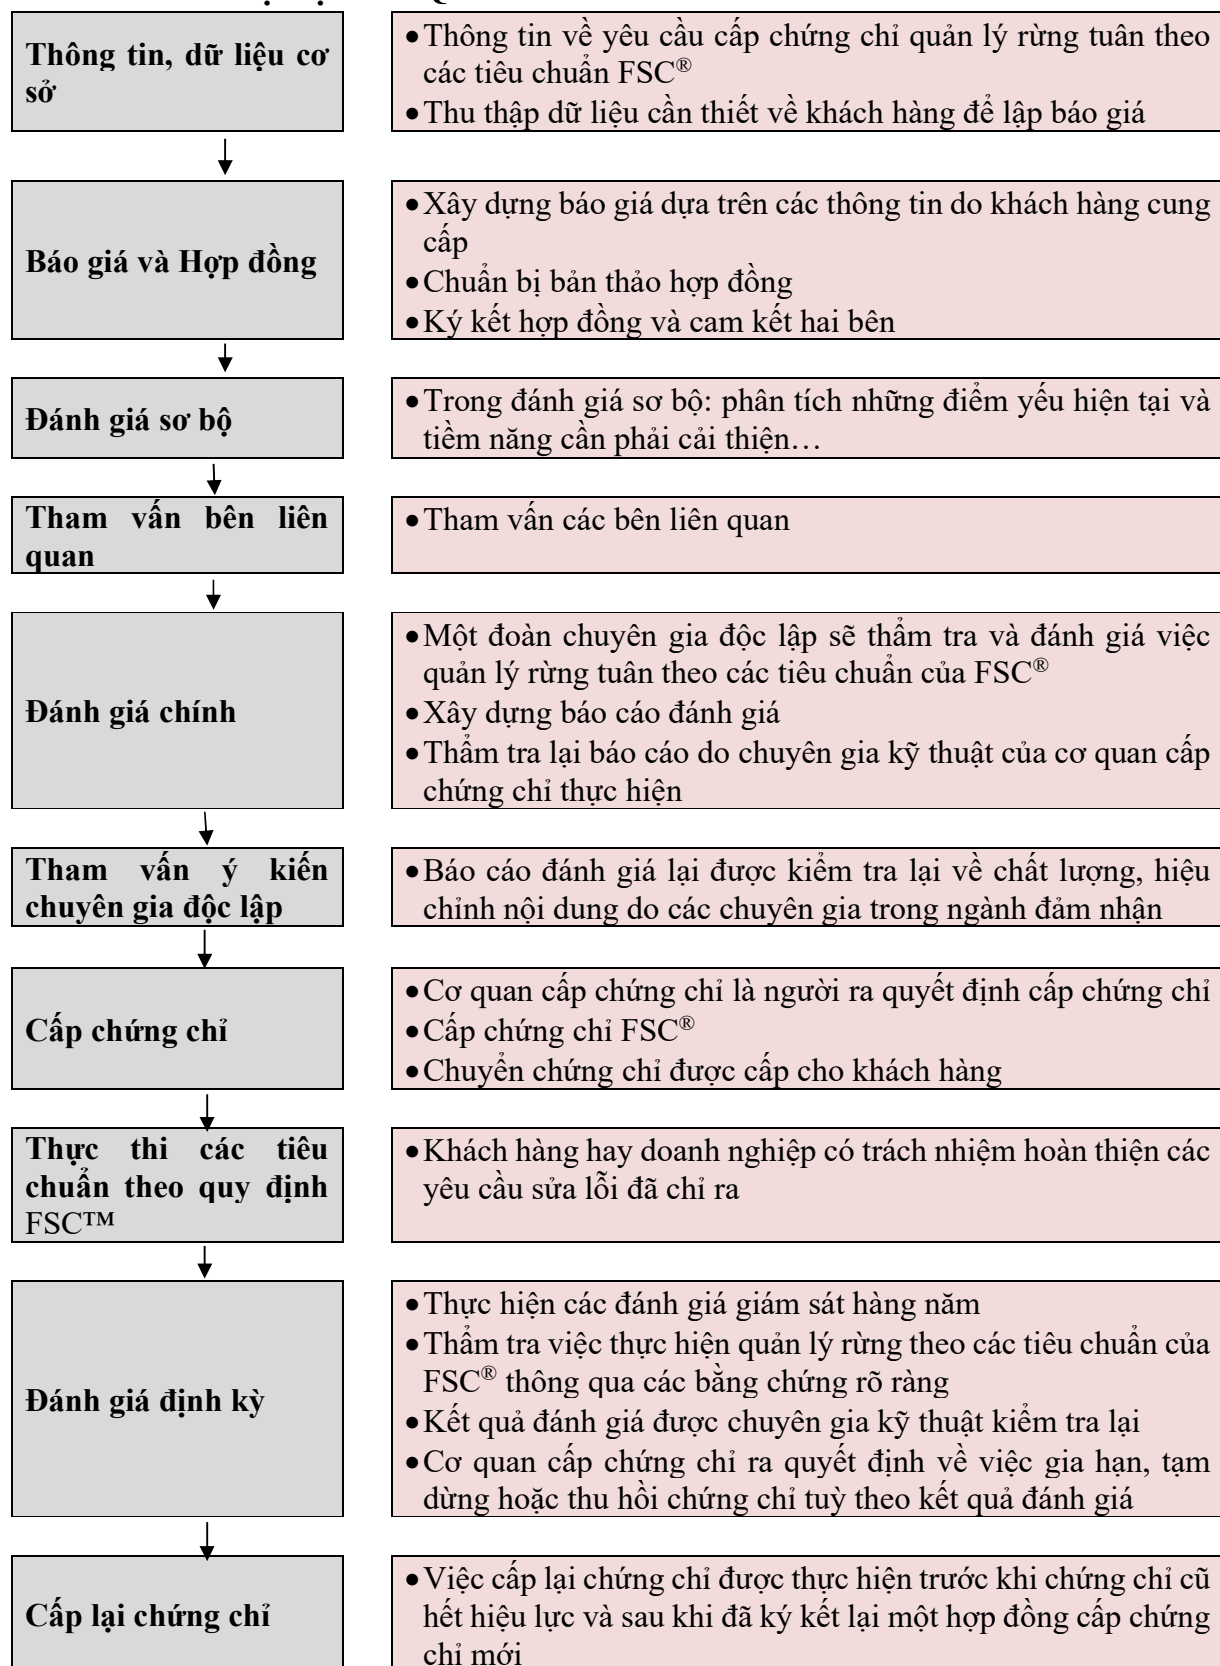 Thông tin, dữ liệu cơ
sở
•Thông tin về yêu cầu cấp chứng chỉ quản lý rừng tuân theo
các tiêu chuẩn FSC®
•Thu thập dữ liệu cần thiết về khách hàng để lập báo giá
Báo giá và Hợp đồng
•Xây dựng báo giá dựa trên các thông tin do khách hàng cung
cấp
•Chuẩn bị bản thảo hợp đồng
•Ký kết hợp đồng và cam kết hai bên
Đánh giá sơ bộ
•Trong đánh giá sơ bộ: phân tích những điểm yếu hiện tại và
tiềm năng cần phải cải thiện…
Tham vấn bên liên
quan
•Tham vấn các bên liên quan
Đánh giá chính
•Một đoàn chuyên gia độc lập sẽ thẩm tra và đánh giá việc
quản lý rừng tuân theo các tiêu chuẩn của FSC®
•Xây dựng báo cáo đánh giá
•Thẩm tra lại báo cáo do chuyên gia kỹ thuật của cơ quan cấp
chứng chỉ thực hiện
Tham vấn ý kiến
chuyên gia độc lập
•Báo cáo đánh giá lại được kiểm tra lại về chất lượng, hiệu
chỉnh nội dung do các chuyên gia trong ngành đảm nhận
Cấp chứng chỉ
•Cơ quan cấp chứng chỉ là người ra quyết định cấp chứng chỉ
•Cấp chứng chỉ FSC®
•Chuyển chứng chỉ được cấp cho khách hàng
Thực thi các tiêu
chuẩn theo quy định
FSC™
•Khách hàng hay doanh nghiệp có trách nhiệm hoàn thiện các
yêu cầu sửa lỗi đã chỉ ra
Đánh giá định kỳ
•Thực hiện các đánh giá giám sát hàng năm
•Thẩm tra việc thực hiện quản lý rừng theo các tiêu chuẩn của
FSC® thông qua các bằng chứng rõ ràng
•Kết quả đánh giá được chuyên gia kỹ thuật kiểm tra lại
•Cơ quan cấp chứng chỉ ra quyết định về việc gia hạn, tạm
dừng hoặc thu hồi chứng chỉ tuỳ theo kết quả đánh giá
Cấp lại chứng chỉ
•Việc cấp lại chứng chỉ được thực hiện trước khi chứng chỉ cũ
hết hiệu lực và sau khi đã ký kết lại một hợp đồng cấp chứng
chỉ mới